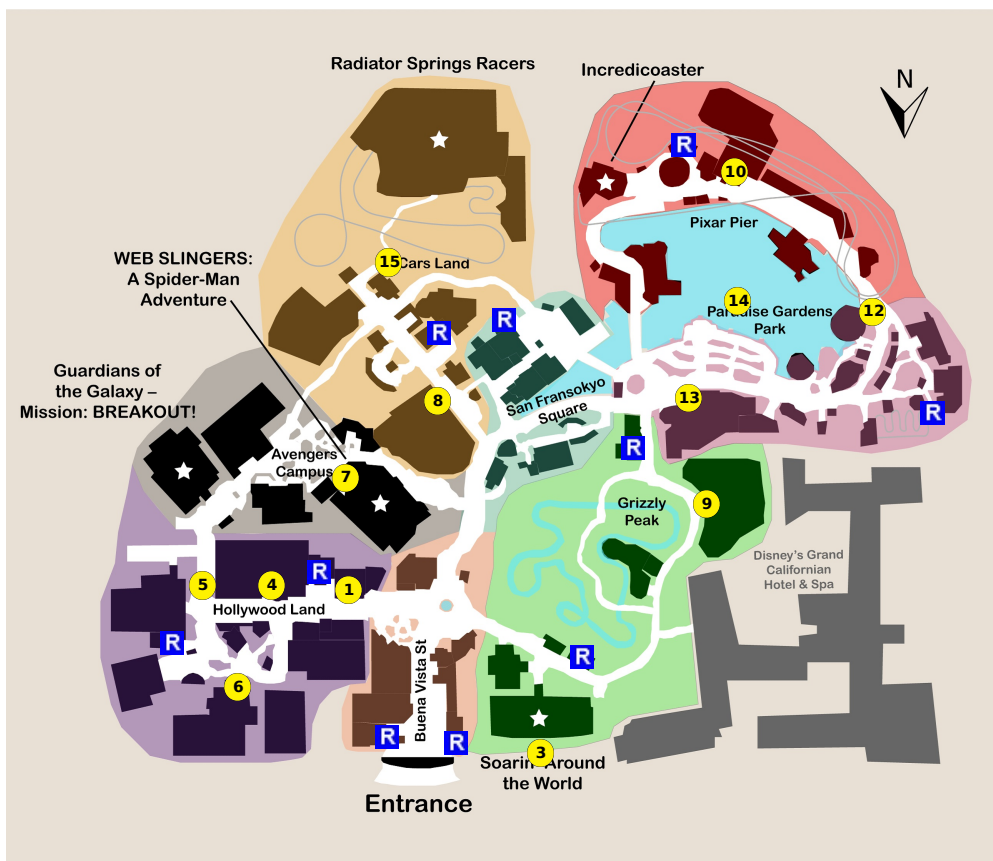 Radiator Springs Racers
Incredicoaster
N
R
10
Pixar Pier
WEB SLINGERS:
A Spider-Man
Adventure
15
Cars Land
R
R
14
Paradise Gardens
Park
12
Guardians of
the Galaxy –
Mission: BREAKOUT!
8
San Fransokyo
Square
13
R
R
Avengers
Campus
7
Grizzly
Peak
9
Disney's Grand
Californian
Hotel & Spa
5
4
R
1
Hollywood Land
R
6
Buena Vista St
R
R
R
3
Soarin' Around
the World
Entrance